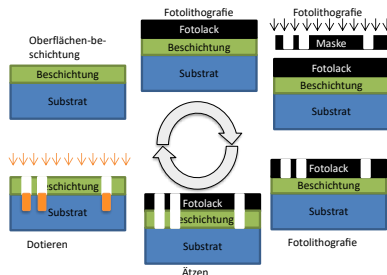 Oberflächen-be-
schichtung
Beschichtung
Substrat
Fotolithografie
Fotolack
Beschichtung
Substrat
Fotolithografie
Maske
Fotolack
Beschichtung
Substrat
Fotolack
Beschichtung
Substrat
Fotolithografie
Fotolack
Beschichtung
Substrat
Ätzen
eschichtung
Substrat
Dotieren